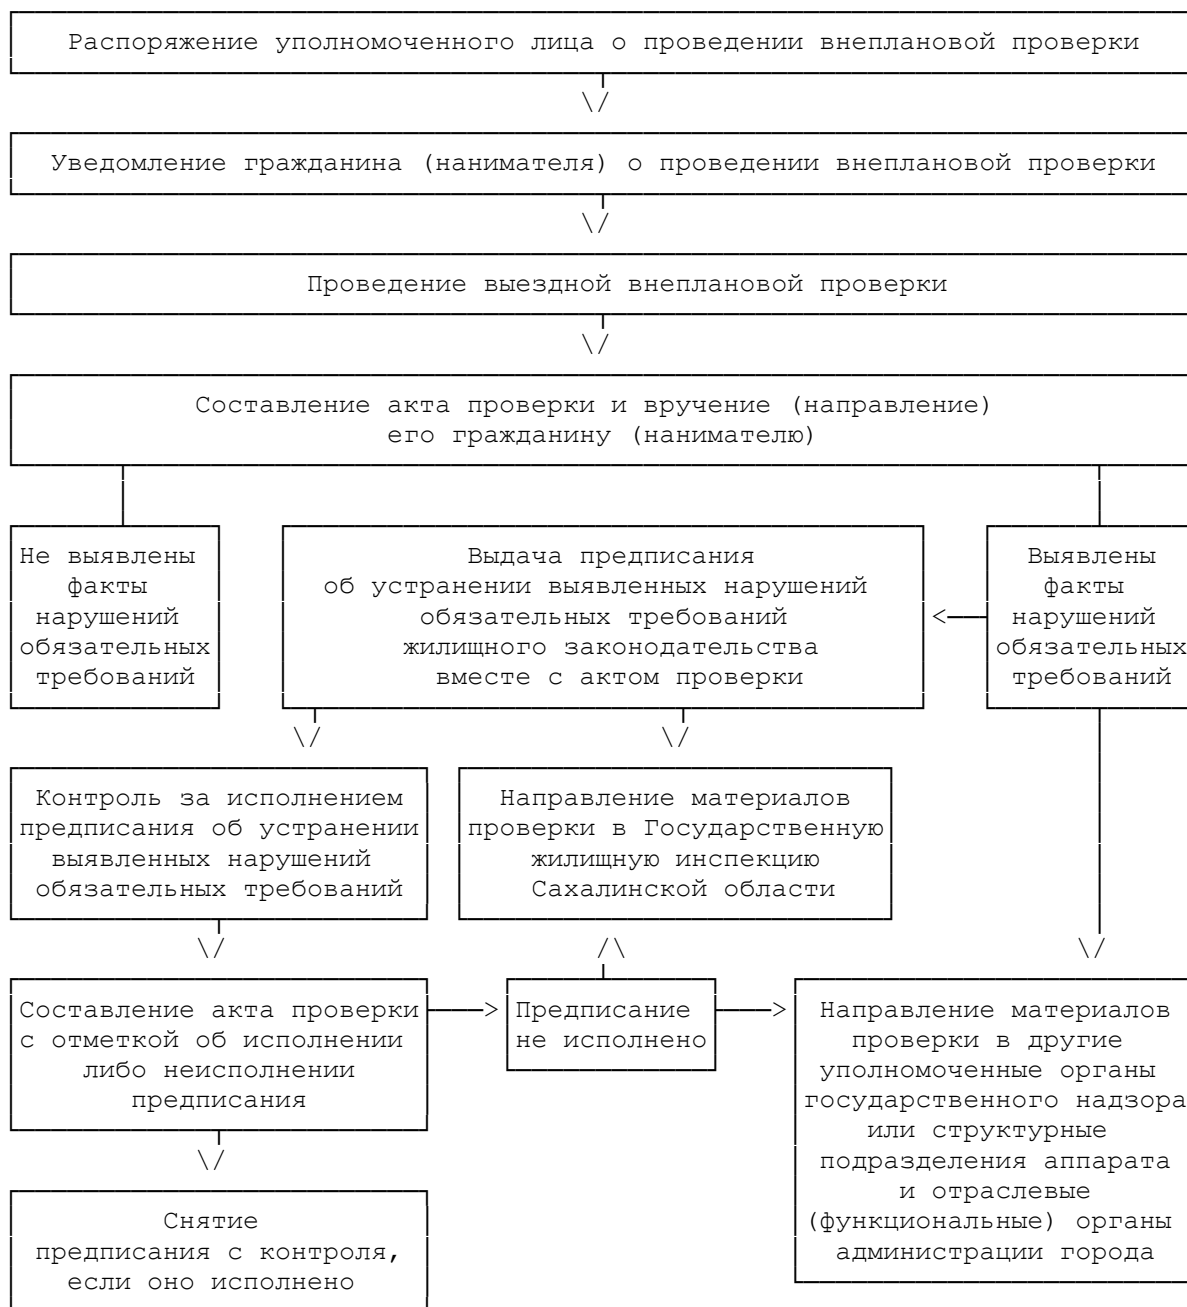 Распоряжение уполномоченного лица о проведении внеплановой проверки
Уведомление гражданина (нанимателя) о проведении внеплановой проверки
Проведение выездной внеплановой проверки
Составление акта проверки и вручение (направление)
его гражданину (нанимателю)
Не выявлены
факты
нарушений
обязательных
требований
Выдача предписания
об устранении выявленных нарушений
обязательных требований
жилищного законодательства
вместе с актом проверки
Выявлены
факты
нарушений
обязательных
требований
Контроль за исполнением
предписания об устранении
выявленных нарушений
обязательных требований
Направление материалов
проверки в Государственную
жилищную инспекцию
Сахалинской области
Составление акта проверки
с отметкой об исполнении
либо неисполнении
предписания
Предписание
не исполнено
Направление материалов
проверки в другие
уполномоченные органы
государственного надзора
или структурные
подразделения аппарата
и отраслевые
(функциональные) органы
администрации города
Снятие
предписания с контроля,
если оно исполнено